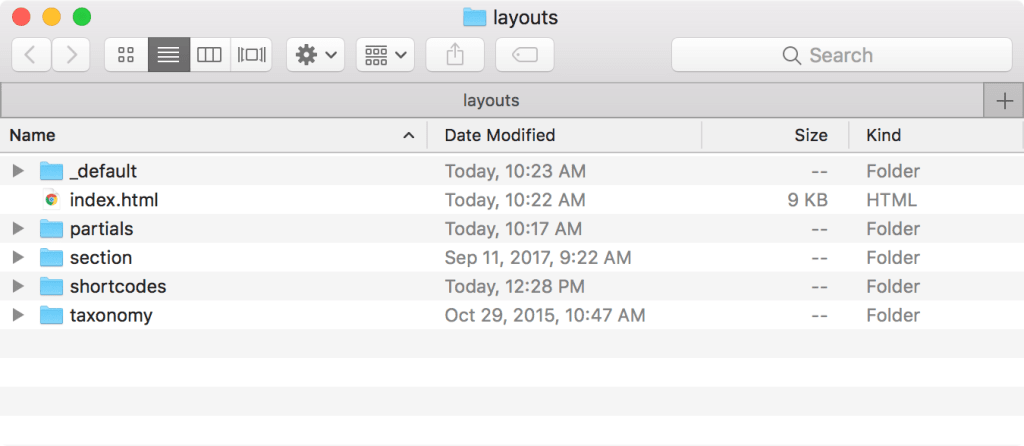 layouts
Search
layouts
Name Date Modified Size Kind
_default Today, 10:23 AM -- Folder
index.html Today, 10:22 AM 9 KB HTML
partials Today, 10:17 AM -- Folder
section Sep 11, 2017, 9:22 AM -- Folder
shortcodes Today, 12:28 PM -- Folder
taxonomy Oct 29, 2015, 10:47 AM -- Folder